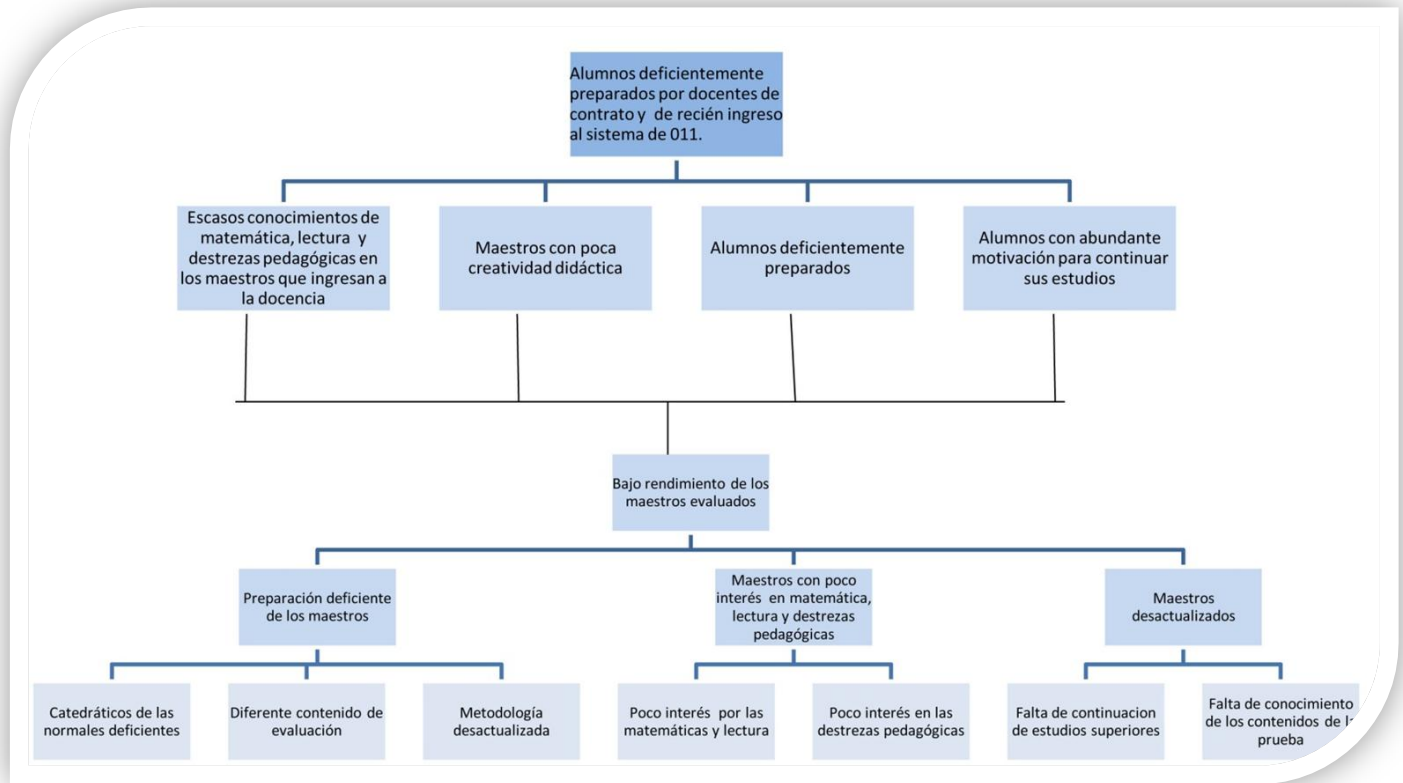 Alumnos deficientemente
preparados por docentes de
contrato y de recién ingreso
al sistema de 011.
Escasos conocimientos de
matemática, lectura y
destrezas pedagógicas en
los maestros que ingresan a
la docencia
Maestros con poca
creatividad didáctica
Alumnos deficientemente
preparados
Alumnos con abundante
motivación para continuar
sus estudios
Bajo rendimiento de los
maestros evaluados
Preparación deficiente
de los maestros
Maestros con poco
interés en matemática,
lectura y destrezas
pedagógicas
Maestros
desactualizados
Catedráticos de las
normales deficientes
Diferente contenido de
evaluación
Metodología
desactualizada
Poco interés por las
matemáticas y lectura
Poco interés en las
destrezas pedagógicas
Falta de continuacion
de estudios superiores
Falta de conocimiento
de los contenidos de la
prueba